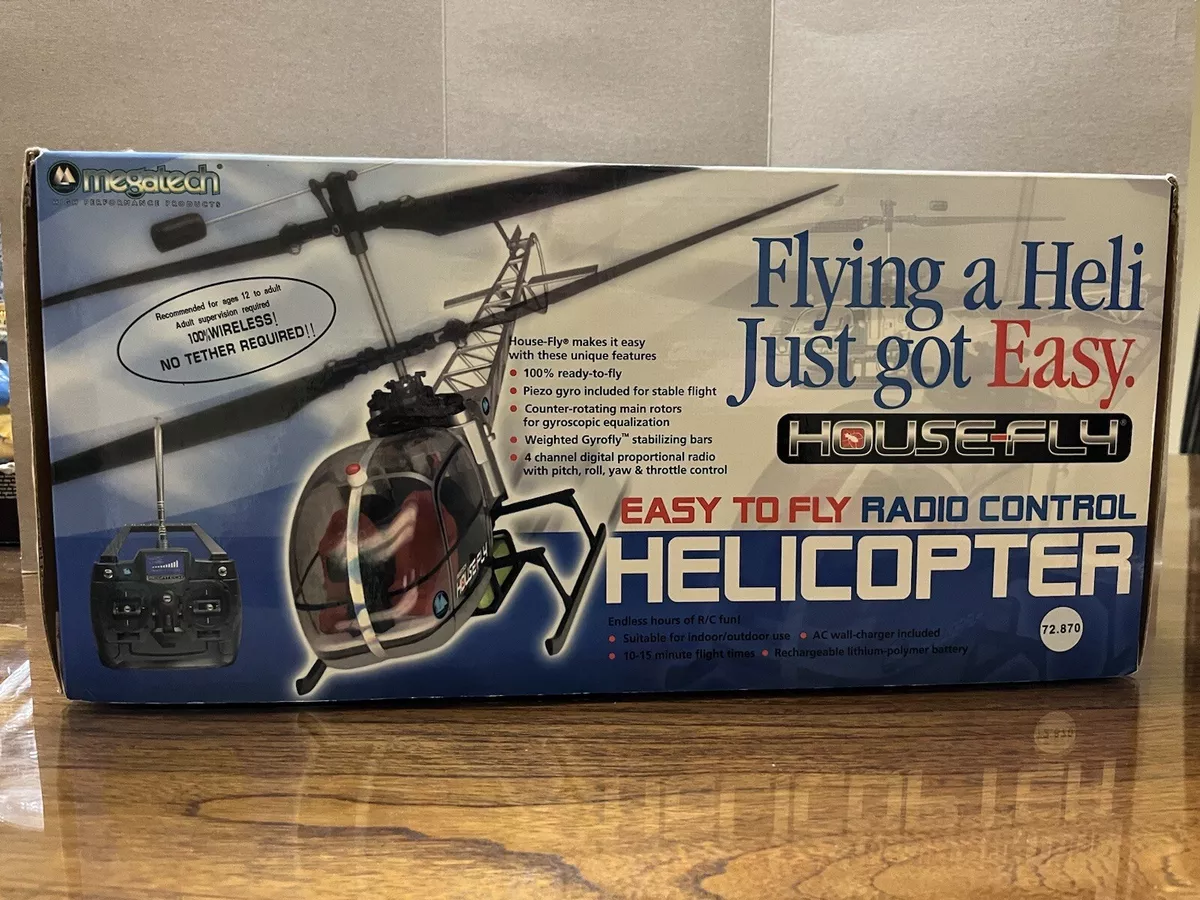 megatech®
HIGH PERFORMANCE PRODUCTS
Recommended for ages 12 to adult
Adult supervision required
100% WIRELESS!
NO TETHER REQUIRED!!
Flying a Heli
Just got Easy.
HOUSE-FLY®
House-Fly® makes it easy
with these unique features
• 100% ready-to-fly
• Piezo gyro included for stable flight
• Counter-rotating main rotors
for gyroscopic equalization
• Weighted Gyrofly™ stabilizing bars
• 4 channel digital proportional radio
with pitch, roll, yaw & throttle control
EASY TO FLY RADIO CONTROL
HELICOPTER
HOUSE-FLY
Endless hours of R/C fun!
• Suitable for indoor/outdoor use • AC wall-charger included
• 10-15 minute flight times • Rechargeable lithium-polymer battery
72.870